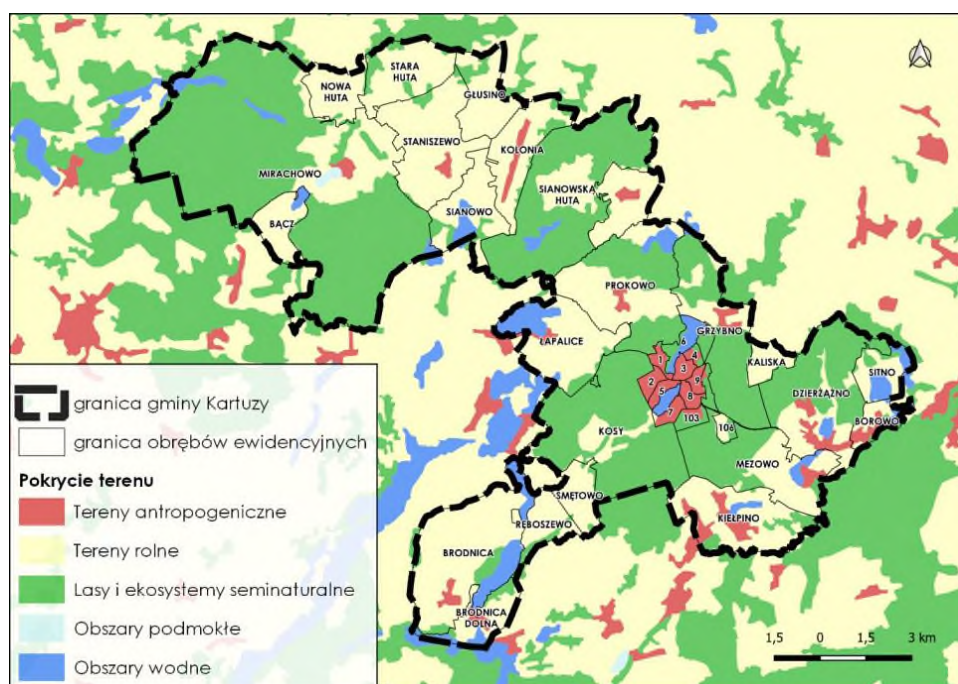 STARA
HUTA
NOWA
HUTA
GŁUSINO
STANISZEWO
KOLONIA
MIRACHOWO
SIANOWSKA
HUTA
SIANOWO
BĄCZ
PROKOWO
GRZYBNO
ŁAPALICE
6
1
4
3
KALISKA
SITNO
2
9
5
8
DZIERŻĄŻNO
7
103
106
BOROWO
KOSY
MEZOWO
SMĘTOWO
KIEŁPINO
RĘBOSZEWO
BRODNICA
BRODNICA
DOLNA
granica gminy Kartuzy
granica obrębów ewidencyjnych
Pokrycie terenu
Tereny antropogeniczne
Tereny rolne
Lasy i ekosystemy seminaturalne
Obszary podmokłe
Obszary wodne
1,5 0 1,5 3 km